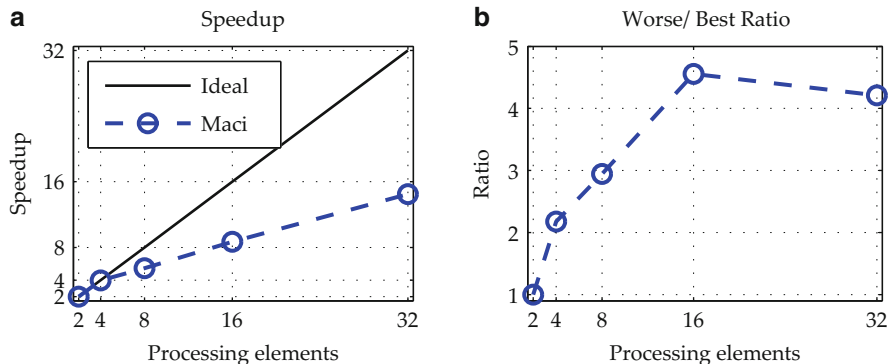 a
Speedup
32
16
8
4
2
Speedup
Ideal
Maci
2 4 8 16 32
Processing elements
b
Worse/ Best Ratio
5
4
3
2
1
Ratio
2 4 8 16 32
Processing elements